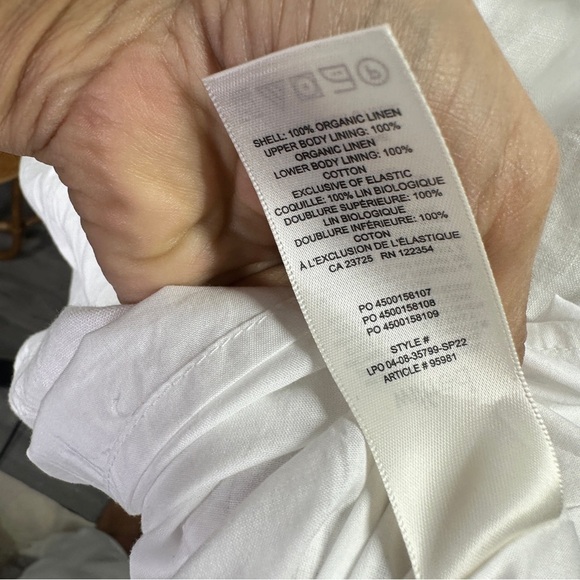 SHELL: 100% ORGANIC LINEN
UPPER BODY LINING: 100%
ORGANIC LINEN
LOWER BODY LINING: 100%
COTTON
EXCLUSIVE OF ELASTIC
COQUILLE: 100% LIN BIOLOGIQUE
DOUBLURE SUPÉRIEURE: 100%
LIN BIOLOGIQUE
DOUBLURE INFÉRIEURE: 100%
COTON
À L'EXCLUSION DE L'ÉLASTIQUE
CA 23725 RN 122354
PO 4500158107
PO 4500158108
PO 4500158109
STYLE #
LPO 04-08-35799-SP22
ARTICLE # 95981